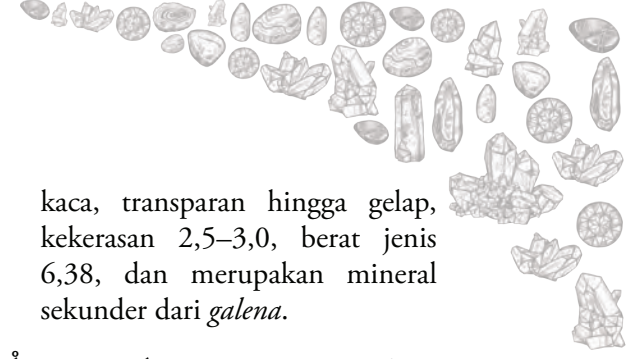 kaca, transparan hingga gelap,
kekerasan 2,5–3,0, berat jenis
6,38, dan merupakan mineral
sekunder dari galena.